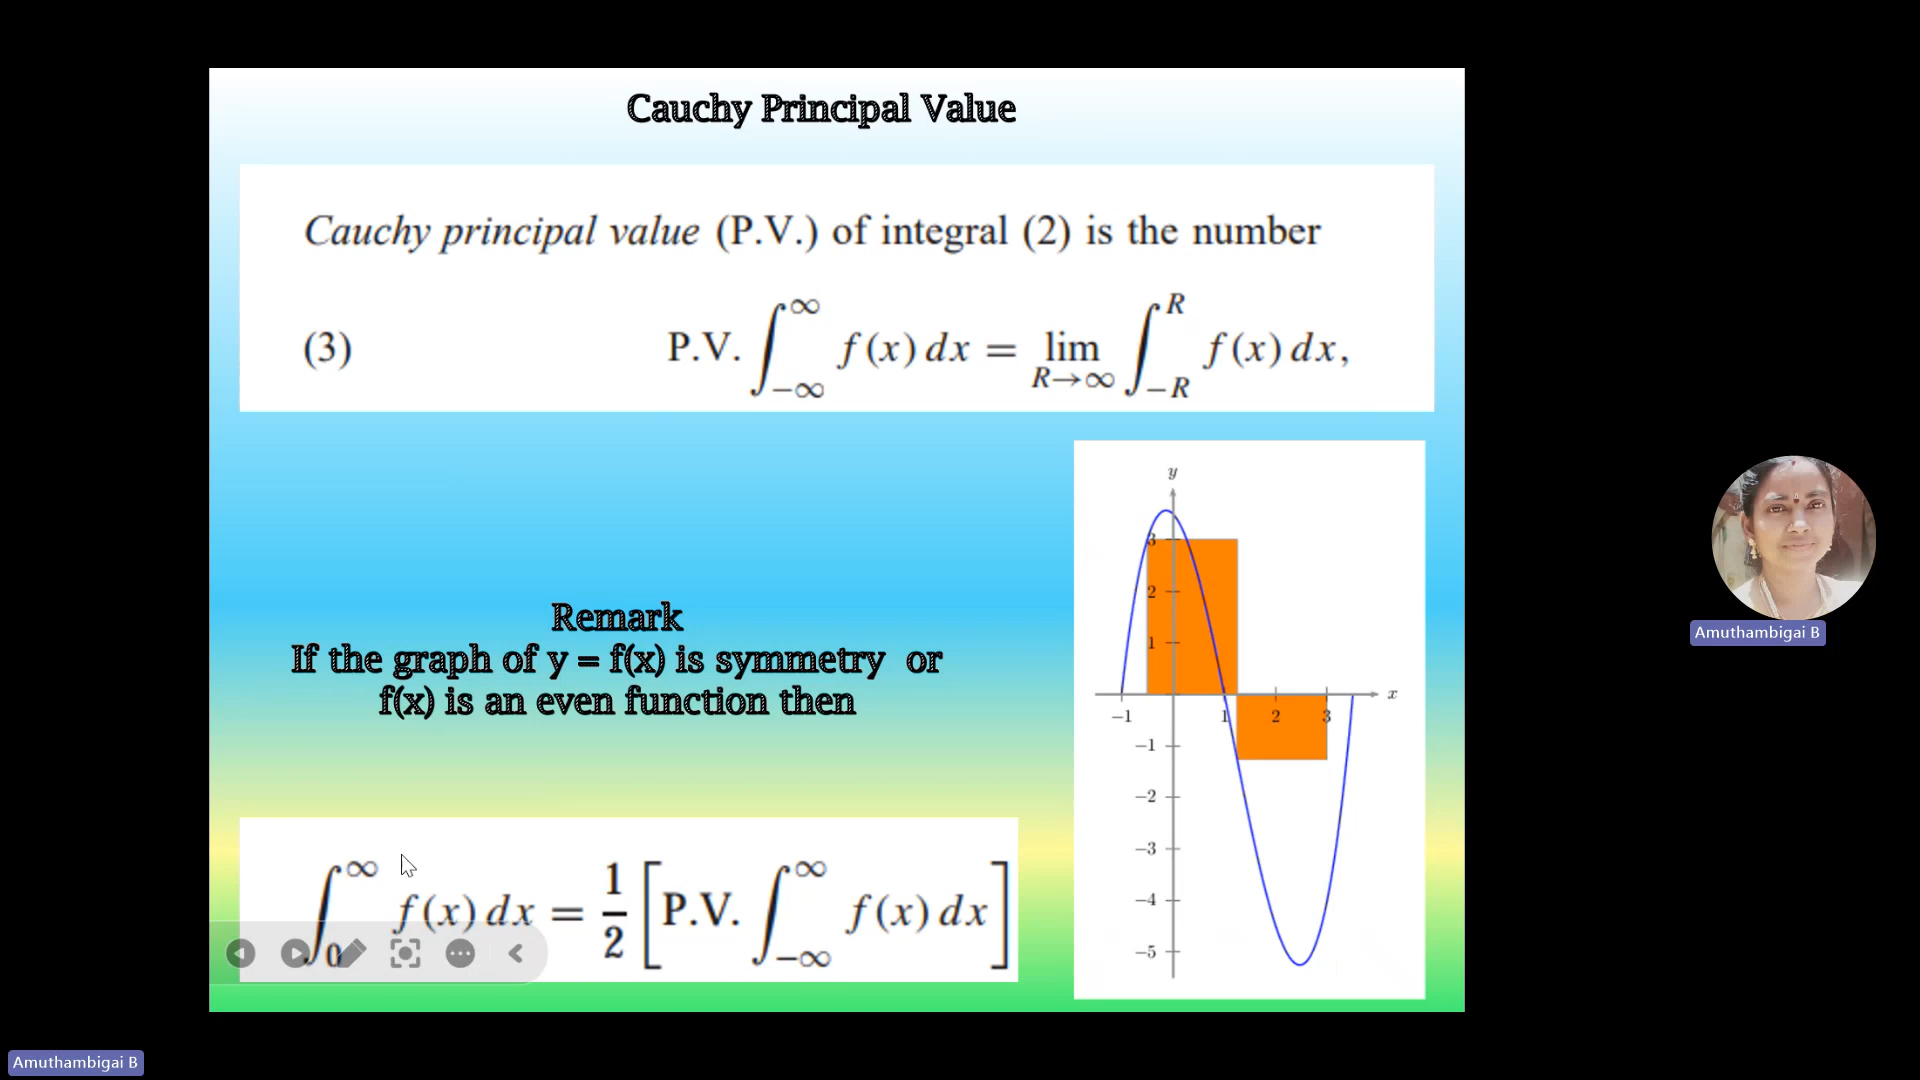 Cauchy Principal Value
Cauchy principal value (P.V.) of integral (2) is the number
(3) P.V. ∫_{−∞}^{∞} f(x) dx = lim_{R→∞} ∫_{−R}^{R} f(x) dx,
Remark
If the graph of y = f(x) is symmetry or
f(x) is an even function then
∫_{0}^{∞} f(x) dx = 1/2 [P.V. ∫_{−∞}^{∞} f(x) dx]
y
3
2
1
x
−1 1 2 3
−1
−2
−3
−4
−5
Amuthambigai B
Amuthambigai B